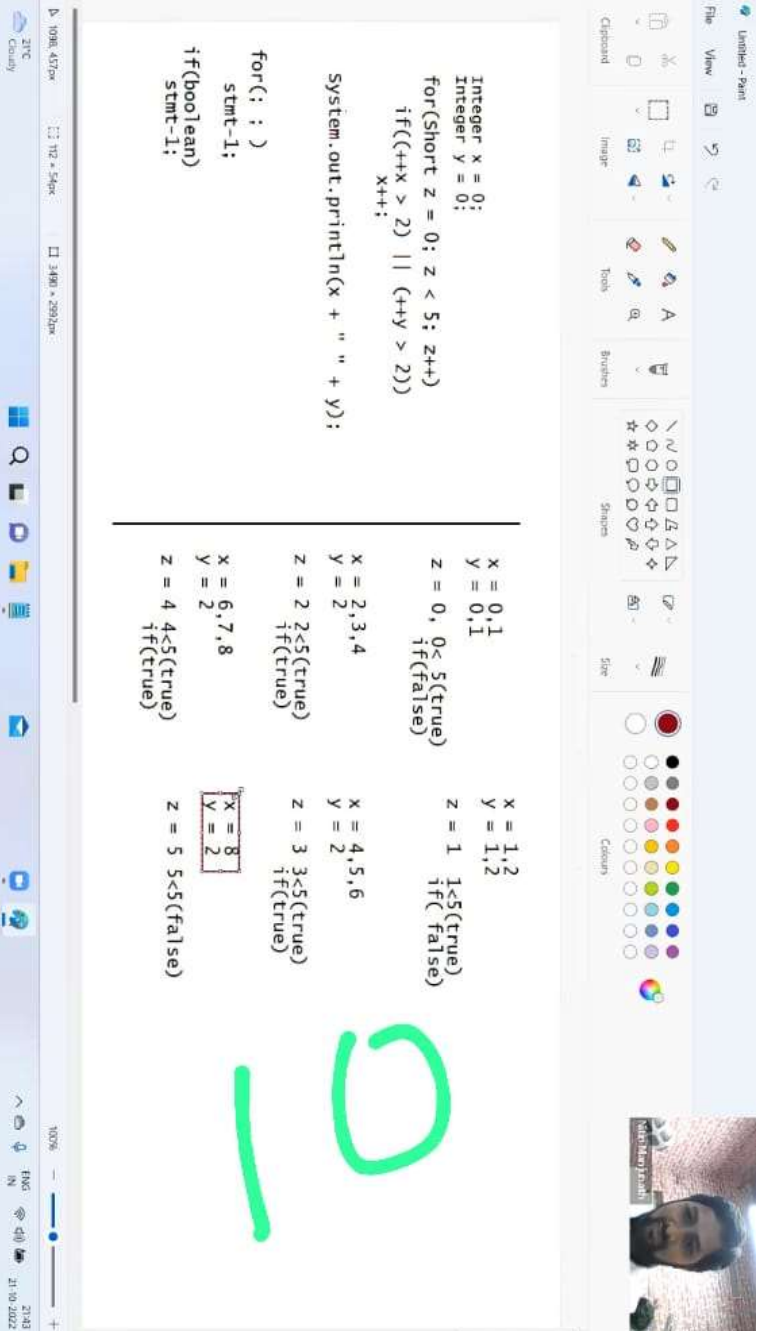 Untitled - Paint
File View
Clipboard
Image
Tools
Brushes
Shapes
Size
Colours
Integer x = 0;
Integer y = 0;
for(Short z = 0; z < 5; z++)
if((++x > 2) || (++y > 2))
x++;
System.out.println(x + " " + y);
for(; ; )
stmt-1;
if(boolean)
stmt-1;
x = 0,1
y = 0,1
z = 0, 0< 5(true)
if(false)
x = 1,2
y = 1,2
z = 1 1<5(true)
if( false)
x = 2,3,4
y = 2
z = 2 2<5(true)
if(true)
x = 4,5,6
y = 2
z = 3 3<5(true)
if(true)
x = 6,7,8
y = 2
z = 4 4<5(true)
if(true)
x = 8
y = 2
z = 5 5<5(false)
10
1098, 457px
112 × 54px
3490 × 2992px
100%
21°C
Cloudy
ENG
IN
21:43
21-10-2022